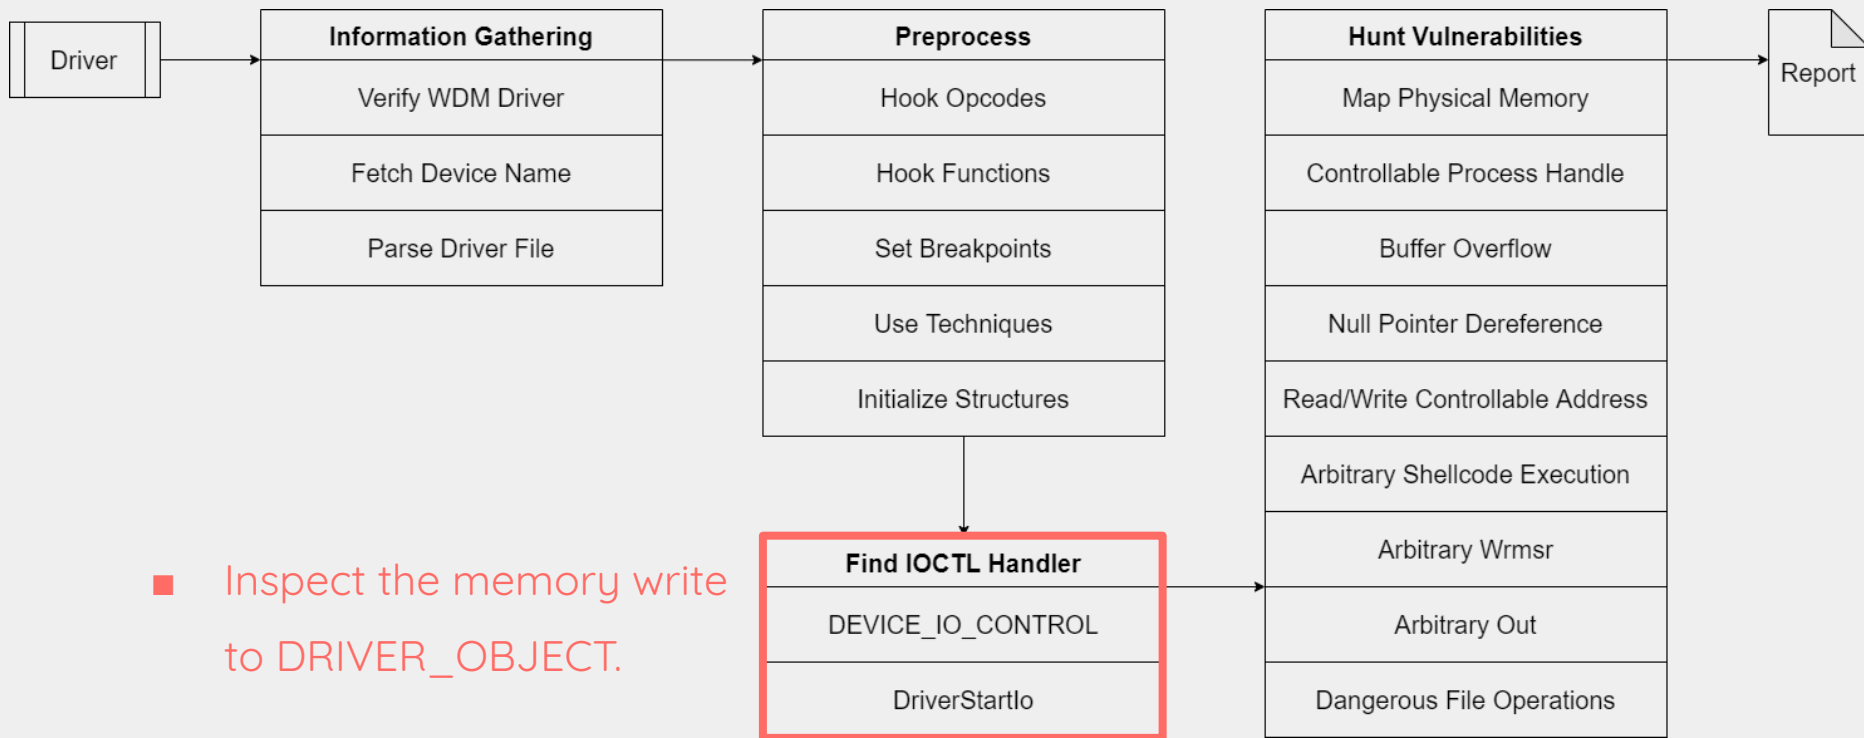 Driver
Information Gathering
Verify WDM Driver
Fetch Device Name
Parse Driver File
Preprocess
Hook Opcodes
Hook Functions
Set Breakpoints
Use Techniques
Initialize Structures
Find IOCTL Handler
DEVICE_IO_CONTROL
DriverStartIo
Hunt Vulnerabilities
Map Physical Memory
Controllable Process Handle
Buffer Overflow
Null Pointer Dereference
Read/Write Controllable Address
Arbitrary Shellcode Execution
Arbitrary Wrmsr
Arbitrary Out
Dangerous File Operations
Report
■ Inspect the memory write
to DRIVER_OBJECT.